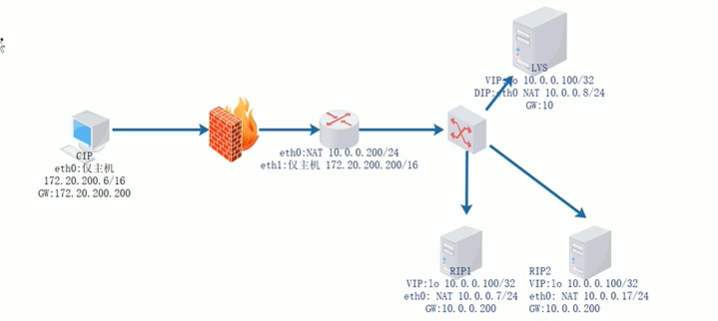 LVS
VIP:lo 10.0.0.100/32
DIP:eth0 NAT 10.0.0.8/24
GW:10
CIP
eth0:仅主机
172.20.200.6/16
GW:172.20.200.200
eth0:NAT 10.0.0.200/24
eth1:仅主机 172.20.200.200/16
RIP1
VIP:lo 10.0.0.100/32
eth0: NAT 10.0.0.7/24
GW:10.0.0.200
RIP2
VIP:lo 10.0.0.100/32
eth0: NAT 10.0.0.17/24
GW:10.0.0.200